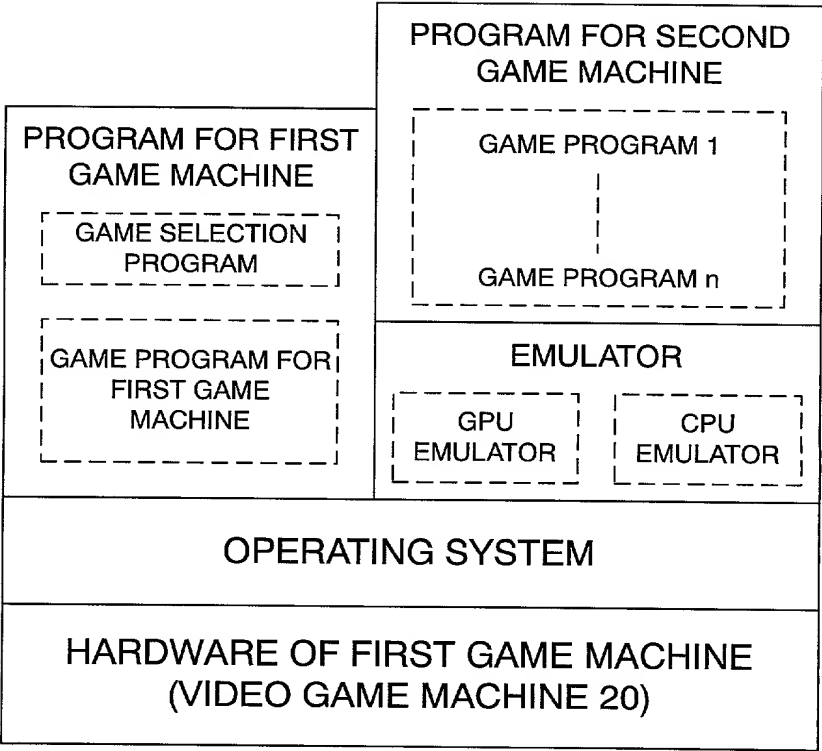 PROGRAM FOR SECOND
GAME MACHINE
GAME PROGRAM 1
GAME PROGRAM n
PROGRAM FOR FIRST
GAME MACHINE
GAME SELECTION
PROGRAM
GAME PROGRAM FOR
FIRST GAME
MACHINE
EMULATOR
GPU
EMULATOR
CPU
EMULATOR
OPERATING SYSTEM
HARDWARE OF FIRST GAME MACHINE
(VIDEO GAME MACHINE 20)